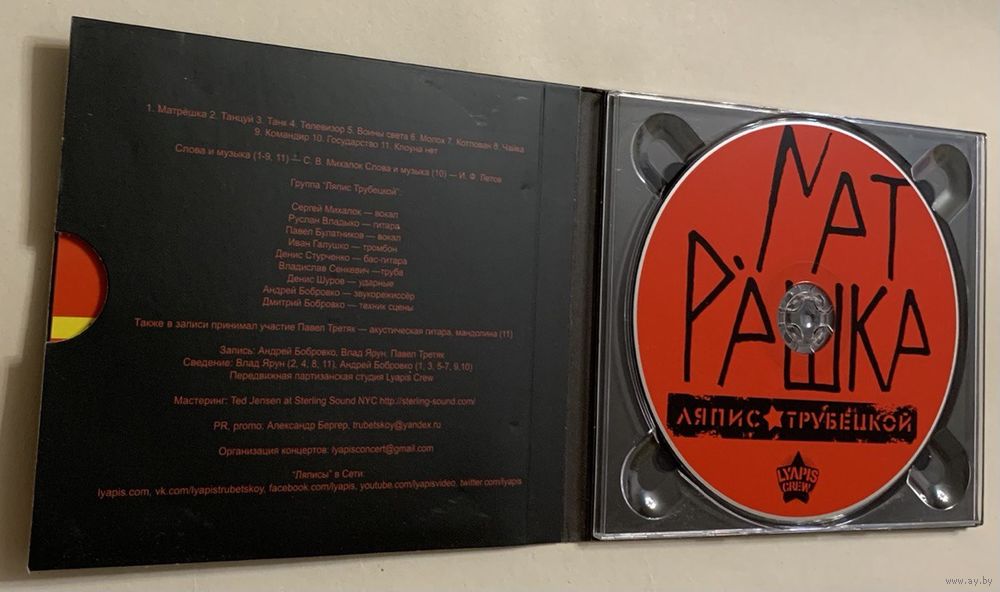 1. Матрёшка 2. Танцуй 3. Таня 4. Телевизор 5. Воины света 6. Молох 7. Котлован 8. Чайка
9. Командир 10. Государство 11. Клоуна нет
Слова и музыка (1-9, 11) — С. В. Михалок Слова и музыка (10) — И. Ф. Летов
Группа "Ляпис Трубецкой":
Сергей Михалок — вокал
Руслан Владыко — гитара
Павел Булатников — вокал
Иван Галушко — тромбон
Денис Стурченко — бас-гитара
Владислав Сенкевич —труба
Денис Шуров — ударные
Андрей Бобровко — звукорежиссёр
Дмитрий Бобровко — техник сцены
Также в записи принимал участие Павел Третяк — акустическая гитара, мандолина (11)
Запись: Андрей Бобровко, Влад Ярун, Павел Третяк
Сведение: Влад Ярун (2, 4, 8, 11), Андрей Бобровко (1, 3, 5-7, 9,10)
Передвижная партизанская студия Lyapis Crew
Мастеринг: Ted Jensen at Sterling Sound NYC http://sterling-sound.com/
PR, promo: Александр Бергер, trubetskoy@yandex.ru
Организация концертов: lyapisconcert@gmail.com
"Ляписы" в Сети:
lyapis.com, vk.com/lyapistrubetskoy, facebook.com/lyapis, youtube.com/lyapisvideo, twitter.com/lyapis
МАТ
РАШКА
ЛЯПИС★ТРУБЕЦКОЙ
LYAPIS
CREW
www.ay.by